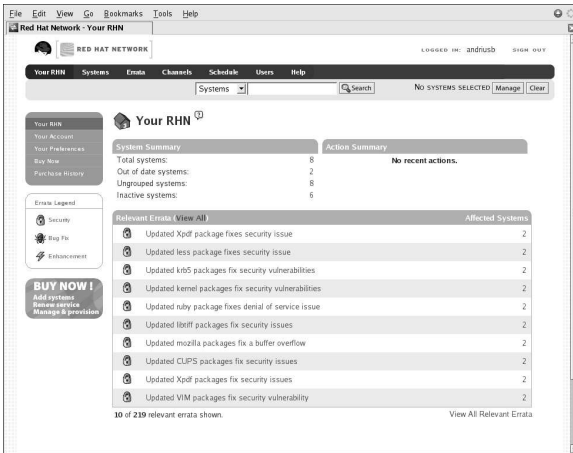 File Edit View Go Bookmarks Tools Help
Red Hat Network - Your RHN
RED HAT NETWORK
LOGGED IN: andriusb SIGN OUT
Your RHN Systems Errata Channels Schedule Users Help
Systems Search NO SYSTEMS SELECTED Manage Clear
Your RHN
Your Account
Your Preferences
Buy Now
Purchase History
Errata Legend
Security
Bug Fix
Enhancement
BUY NOW!
Add systems
Renew service
Manage & provision
Your RHN ?
System Summary
Total systems: 8
Out of date systems: 2
Ungrouped systems: 8
Inactive systems: 6
Action Summary
No recent actions.
Relevant Errata (View All) Affected Systems
Updated Xpdf package fixes security issue 2
Updated less package fixes security issue 2
Updated krb5 packages fix security vulnerabilities 2
Updated kernel packages fix security vulnerabilities 2
Updated ruby package fixes denial of service issue 2
Updated libtiff packages fix security issues 2
Updated mozilla packages fix a buffer overflow 2
Updated CUPS packages fix security issues 2
Updated Xpdf packages fix security issues 2
Updated VIM packages fix security vulnerability 2
10 of 219 relevant errata shown. View All Relevant Errata